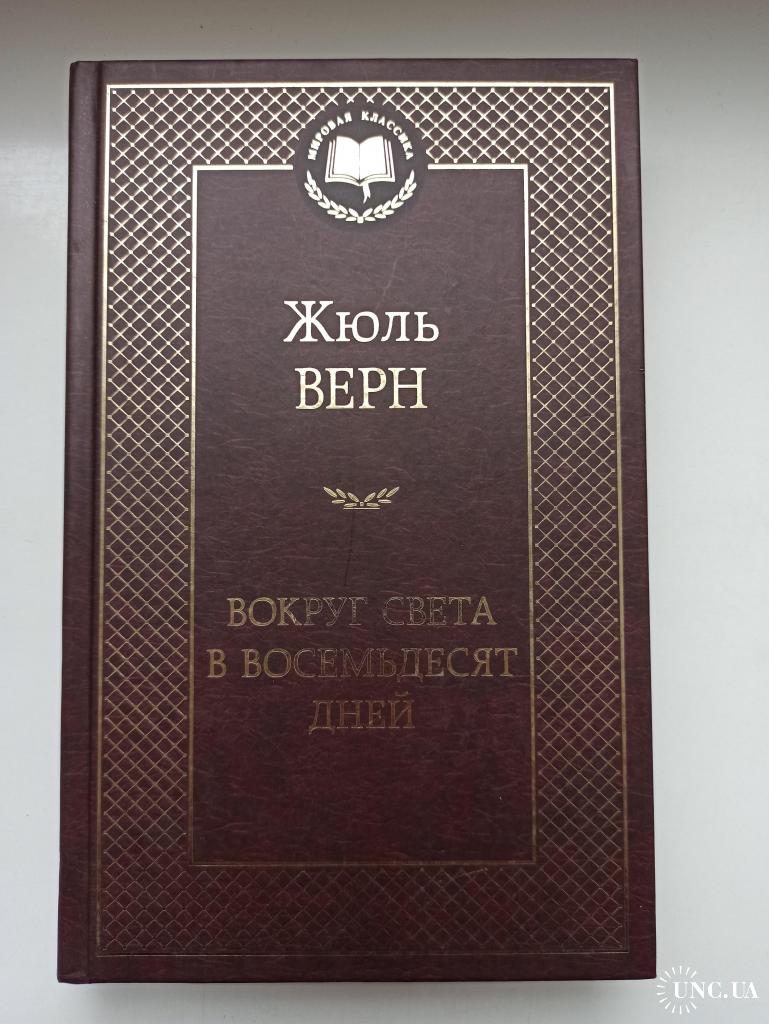 МИРОВАЯ КЛАССИКА
Жюль
ВЕРН
ВОКРУГ СВЕТА
В ВОСЕМЬДЕСЯТ
ДНЕЙ
UNC.UA